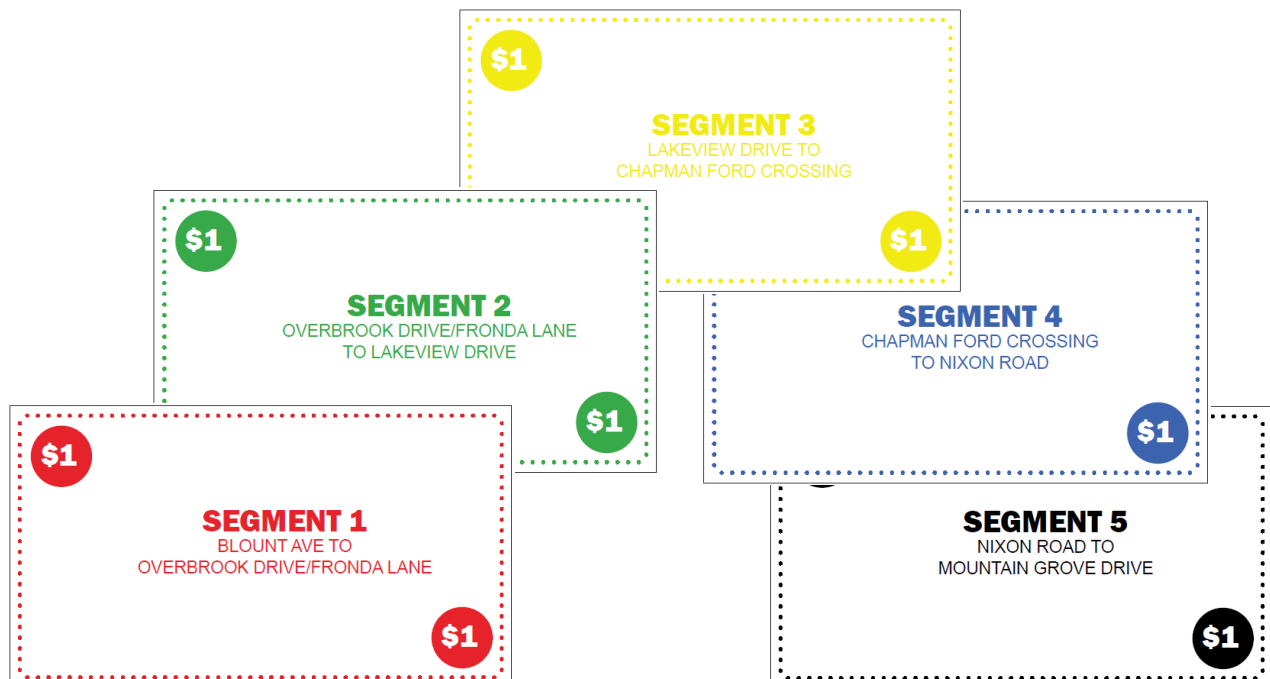 $1
SEGMENT 1
BLOUNT AVE TO
OVERBROOK DRIVE/FRONDA LANE
$1
$1
SEGMENT 2
OVERBROOK DRIVE/FRONDA LANE
TO LAKEVIEW DRIVE
$1
$1
SEGMENT 3
LAKEVIEW DRIVE TO
CHAPMAN FORD CROSSING
$1
SEGMENT 4
CHAPMAN FORD CROSSING
TO NIXON ROAD
$1
SEGMENT 5
NIXON ROAD TO
MOUNTAIN GROVE DRIVE
$1